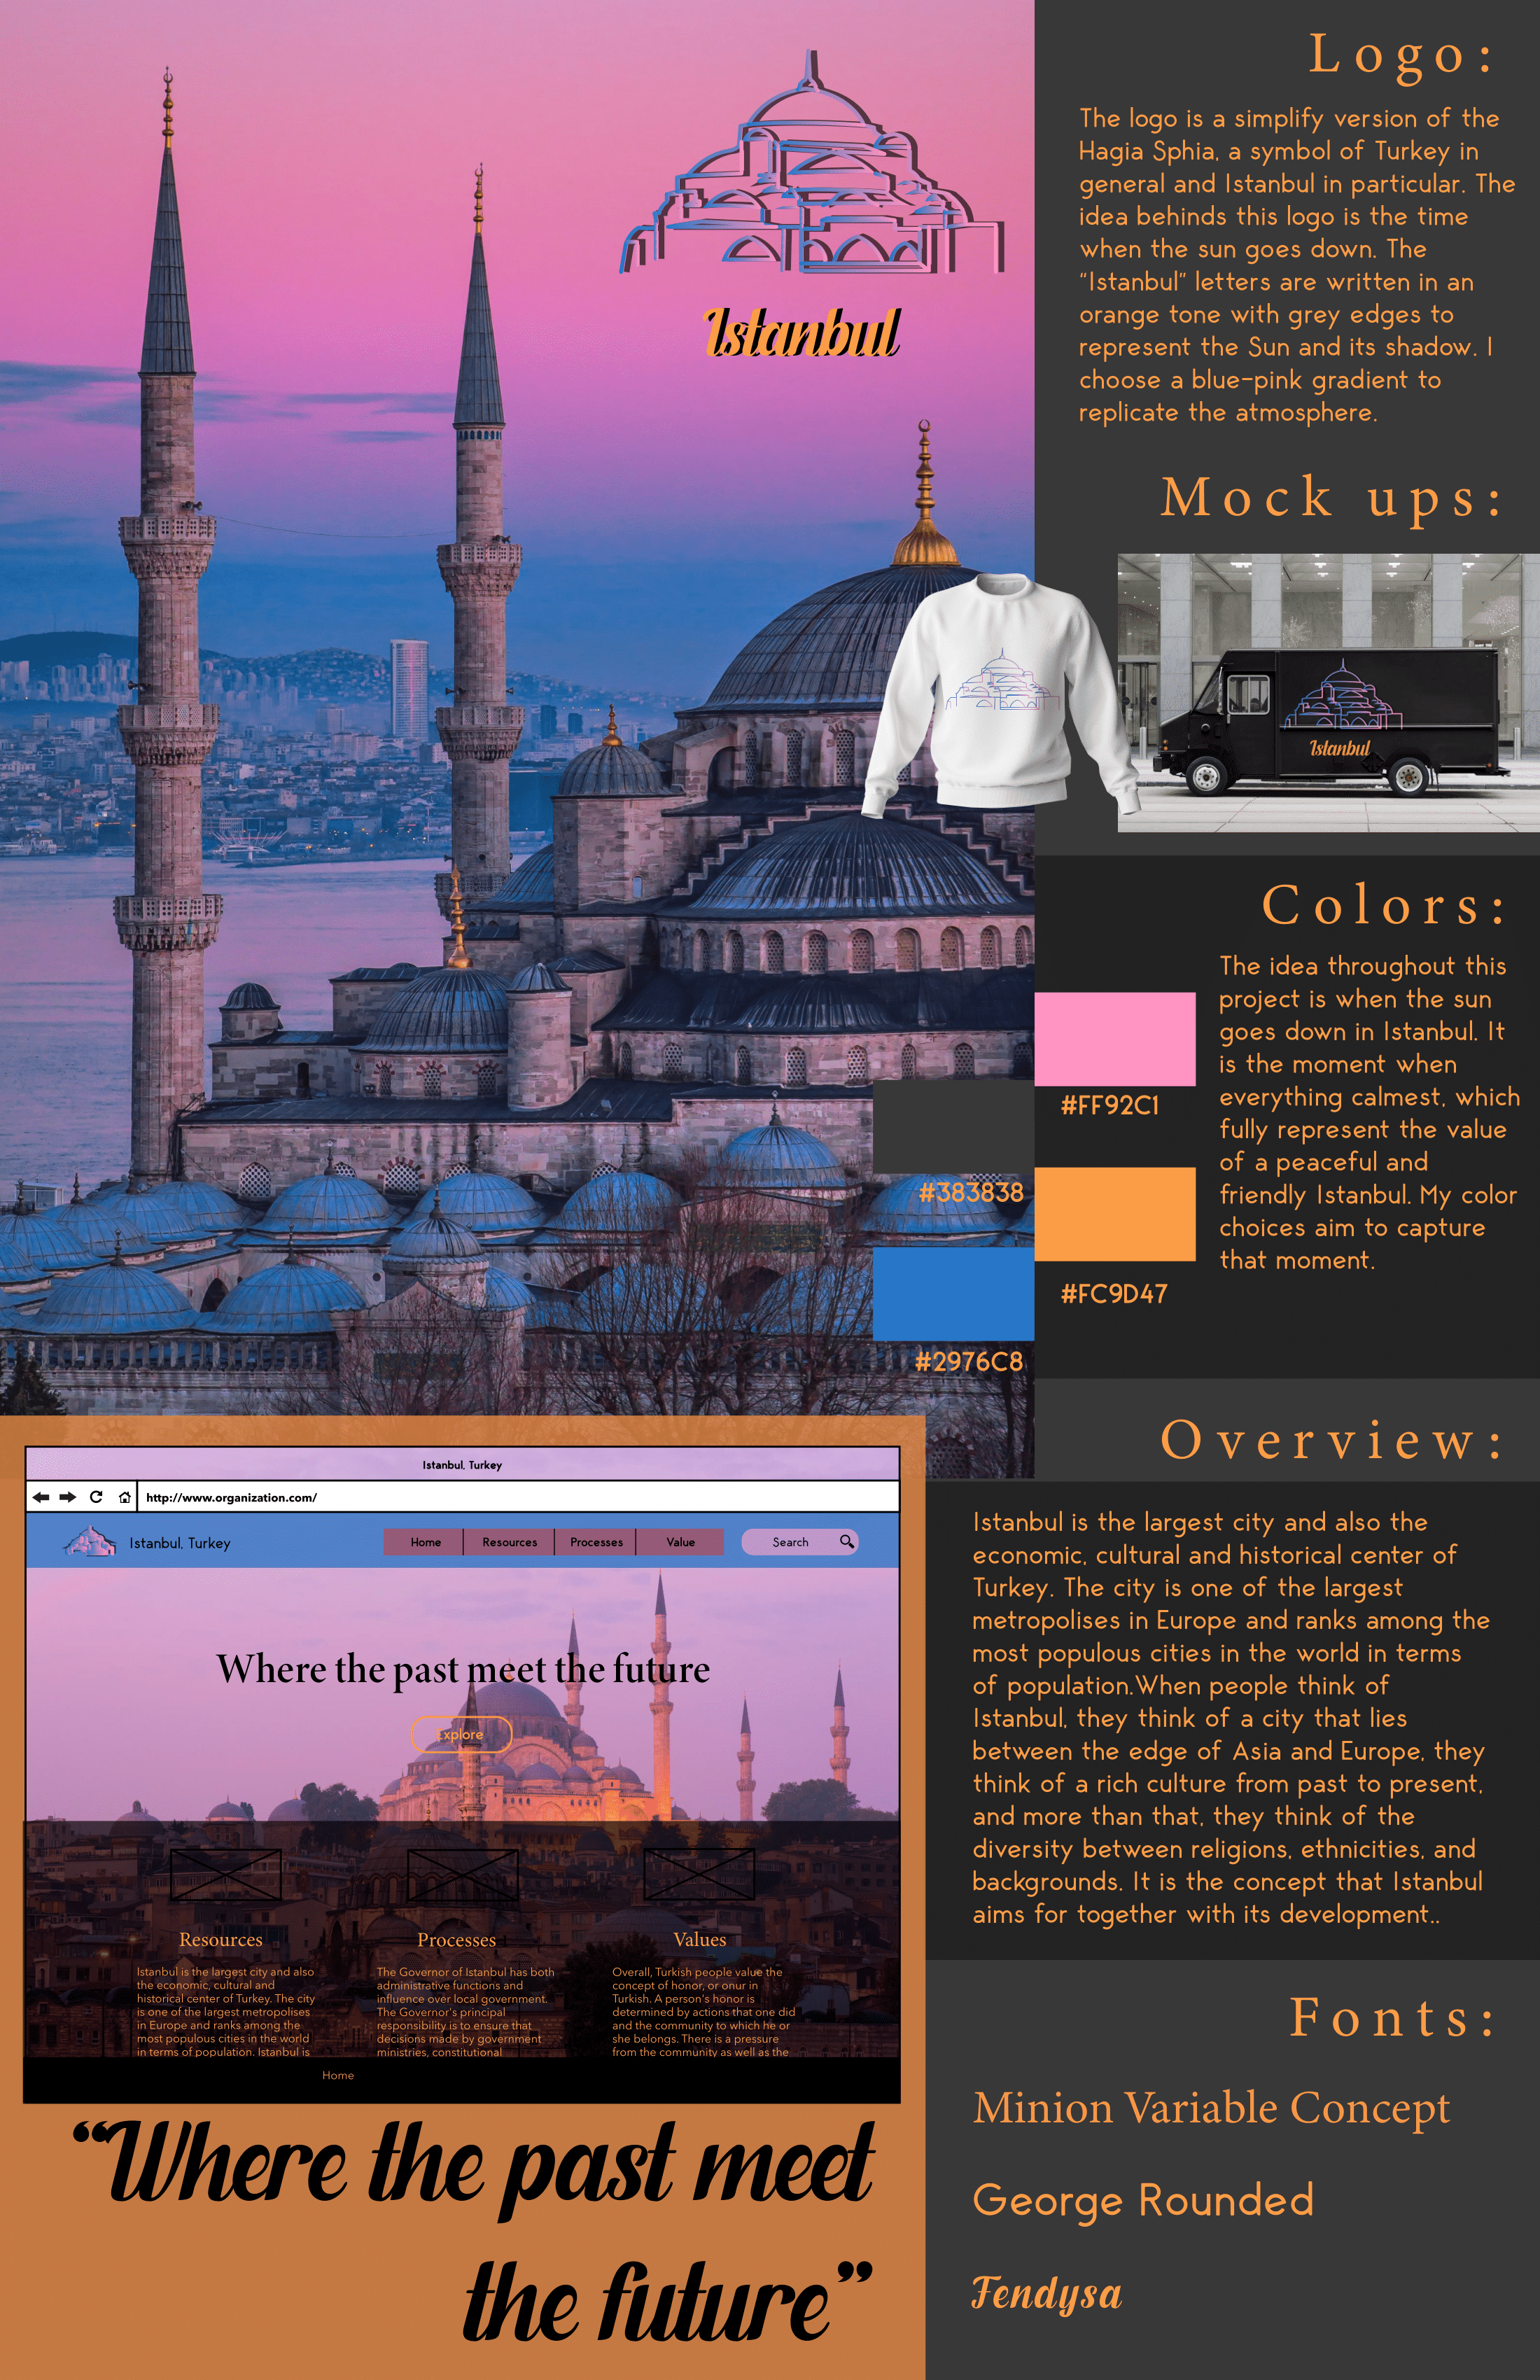 Istanbul
Logo:
The logo is a simplify version of the
Hagia Sphia, a symbol of Turkey in
general and Istanbul in particular. The
idea behinds this logo is the time
when the sun goes down. The
“Istanbul” letters are written in an
orange tone with grey edges to
represent the Sun and its shadow. I
choose a blue-pink gradient to
replicate the atmosphere.
Mock ups:
Istanbul
Colors:
The idea throughout this
project is when the sun
goes down in Istanbul. It
is the moment when
everything calmest, which
fully represent the value
of a peaceful and
friendly Istanbul. My color
choices aim to capture
that moment.
#FF92C1
#383838
#FC9D47
#2976C8
Overview:
Istanbul is the largest city and also the
economic, cultural and historical center of
Turkey. The city is one of the largest
metropolises in Europe and ranks among the
most populous cities in the world in terms
of population.When people think of
Istanbul, they think of a city that lies
between the edge of Asia and Europe, they
think of a rich culture from past to present,
and more than that, they think of the
diversity between religions, ethnicities, and
backgrounds. It is the concept that Istanbul
aims for together with its development..
Istanbul, Turkey
http://www.organization.com/
Istanbul, Turkey
Home
Resources
Processes
Value
Search
Where the past meet the future
Explore
Resources
Istanbul is the largest city and also
the economic, cultural and
historical center of Turkey. The city
is one of the largest metropolises
in Europe and ranks among the
most populous cities in the world
in terms of population. Istanbul is
Processes
The Governor of Istanbul has both
administrative functions and
influence over local government.
The Governor's principal
responsibility is to ensure that
decisions made by government
ministries, constitutional
Values
Overall, Turkish people value the
concept of honor, or onur in
Turkish. A person's honor is
determined by actions that one did
and the community to which he or
she belongs. There is a pressure
from the community as well as the
Home
“Where the past meet
the future”
Fonts:
Minion Variable Concept
George Rounded
Fendysa